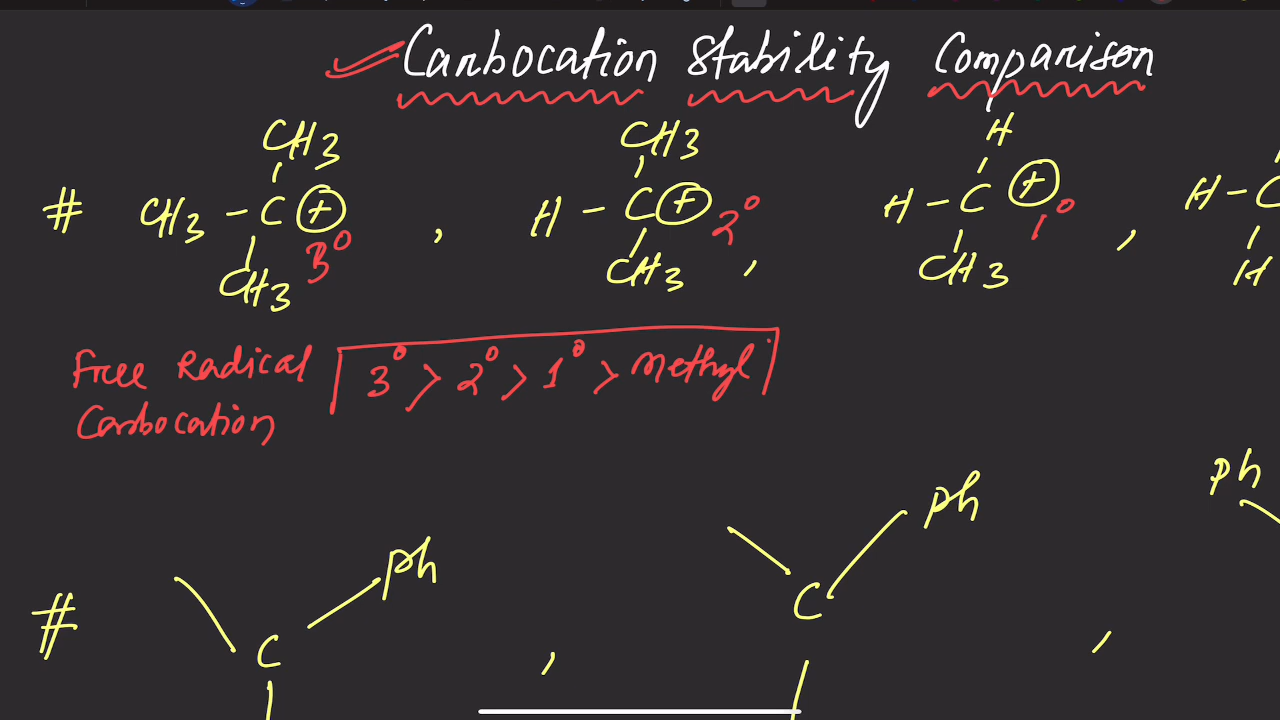 Carbocation Stability Comparison
CH3 CH3 H
# CH3 - C ⊕ 3° , H - C ⊕ 2° , H - C ⊕ 1° , H - C
CH3 CH3 CH3 H
Free Radical 3° > 2° > 1° > Methyl
Carbocation
Ph Ph Ph
# C , C ,